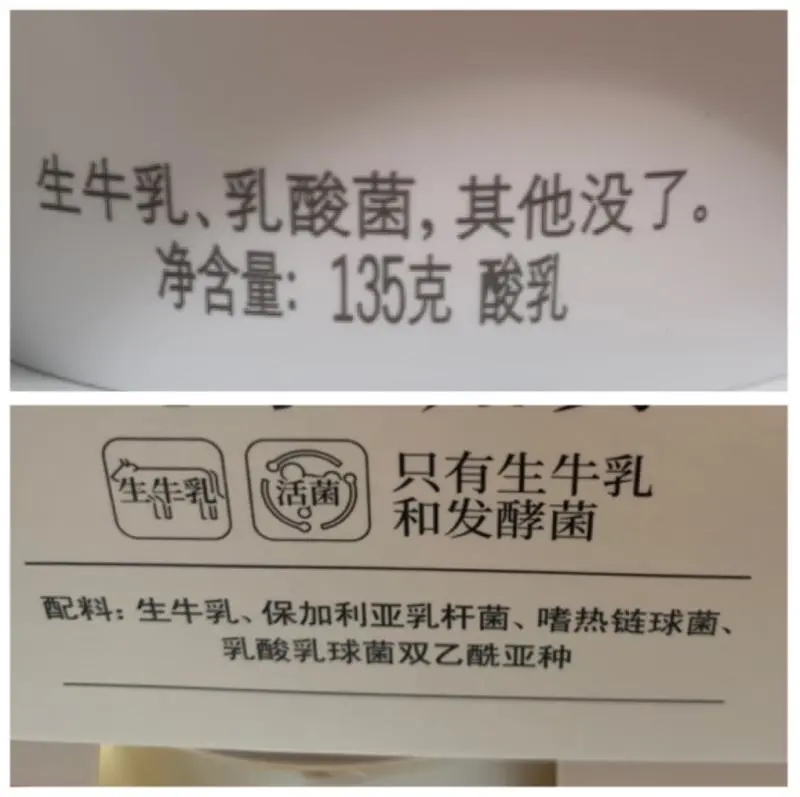 生牛乳、乳酸菌，其他没了。
净含量：135克 酸乳
生牛乳
活菌
只有生牛乳
和发酵菌
配料：生牛乳、保加利亚乳杆菌、嗜热链球菌、
乳酸乳球菌双乙酰亚种